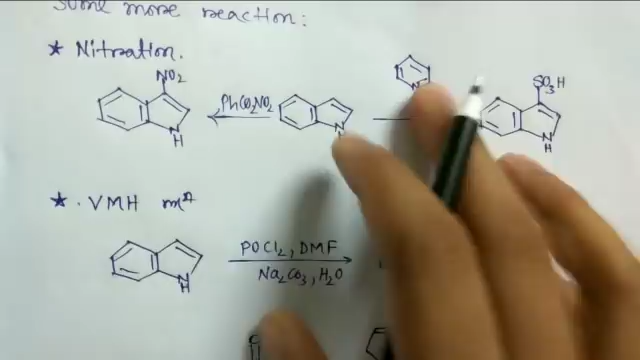 Some more reaction:
* Nitration.
NO2
N
H
PhCO2NO2
N
SO3H
N
H
* . VMH rxn
N
H
POCl2, DMF
Na2CO3, H2O